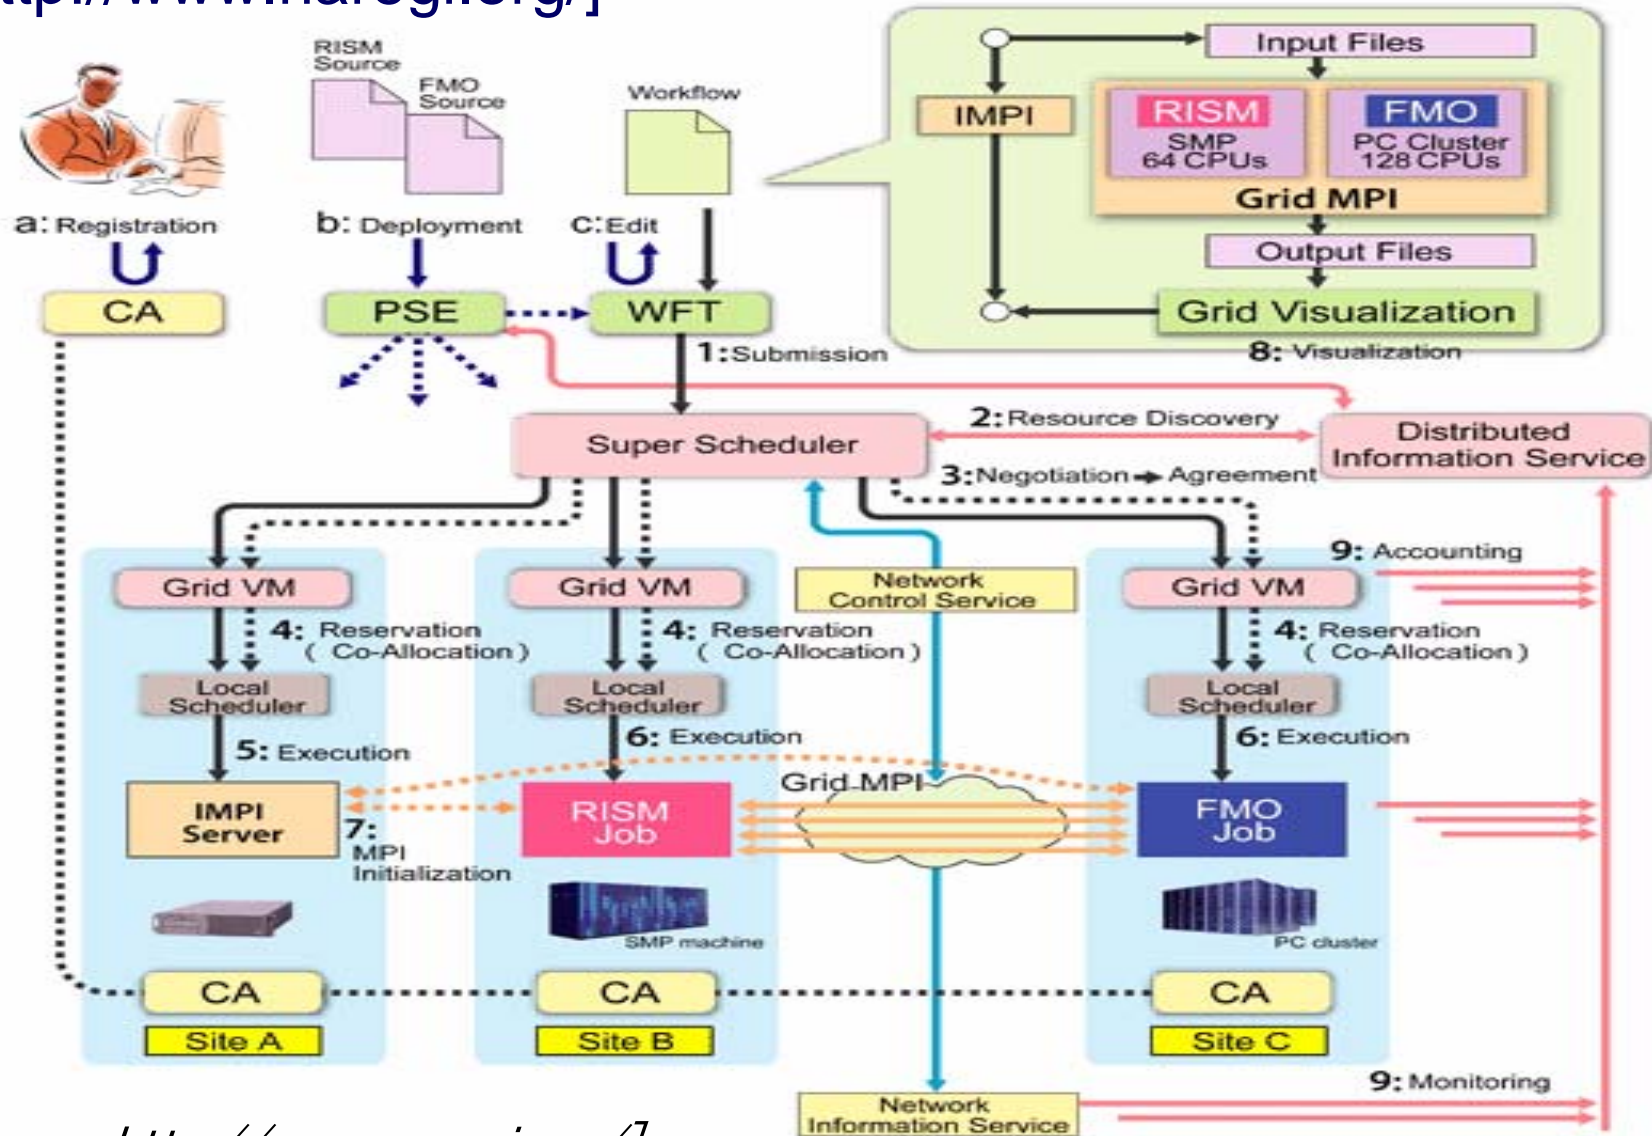 RISM
Source
FMO
Source
Workflow
Input Files
IMPI
RISM
SMP
64 CPUs
FMO
PC Cluster
128 CPUs
Grid MPI
Output Files
Grid Visualization
8: Visualization
a: Registration
b: Deployment
c: Edit
CA
PSE
WFT
1: Submission
Super Scheduler
2: Resource Discovery
Distributed
Information Service
3: Negotiation → Agreement
Grid VM
Grid VM
Network
Control Service
Grid VM
9: Accounting
4: Reservation
( Co-Allocation )
4: Reservation
( Co-Allocation )
4: Reservation
( Co-Allocation )
Local
Scheduler
Local
Scheduler
Local
Scheduler
5: Execution
6: Execution
6: Execution
IMPI
Server
7:
MPI
Initialization
RISM
Job
Grid MPI
FMO
Job
SMP machine
PC cluster
CA
CA
CA
Site A
Site B
Site C
9: Monitoring
Network
Information Service